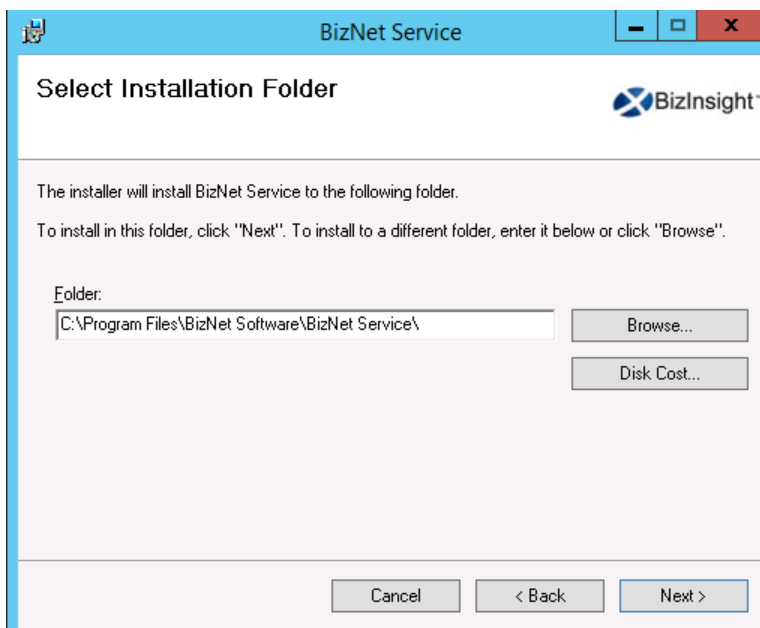 BizNet Service
Select Installation Folder
BizInsight
The installer will install BizNet Service to the following folder.
To install in this folder, click "Next". To install to a different folder, enter it below or click "Browse".
Folder:
C:\Program Files\BizNet Software\BizNet Service\
Browse...
Disk Cost...
Cancel
< Back
Next >